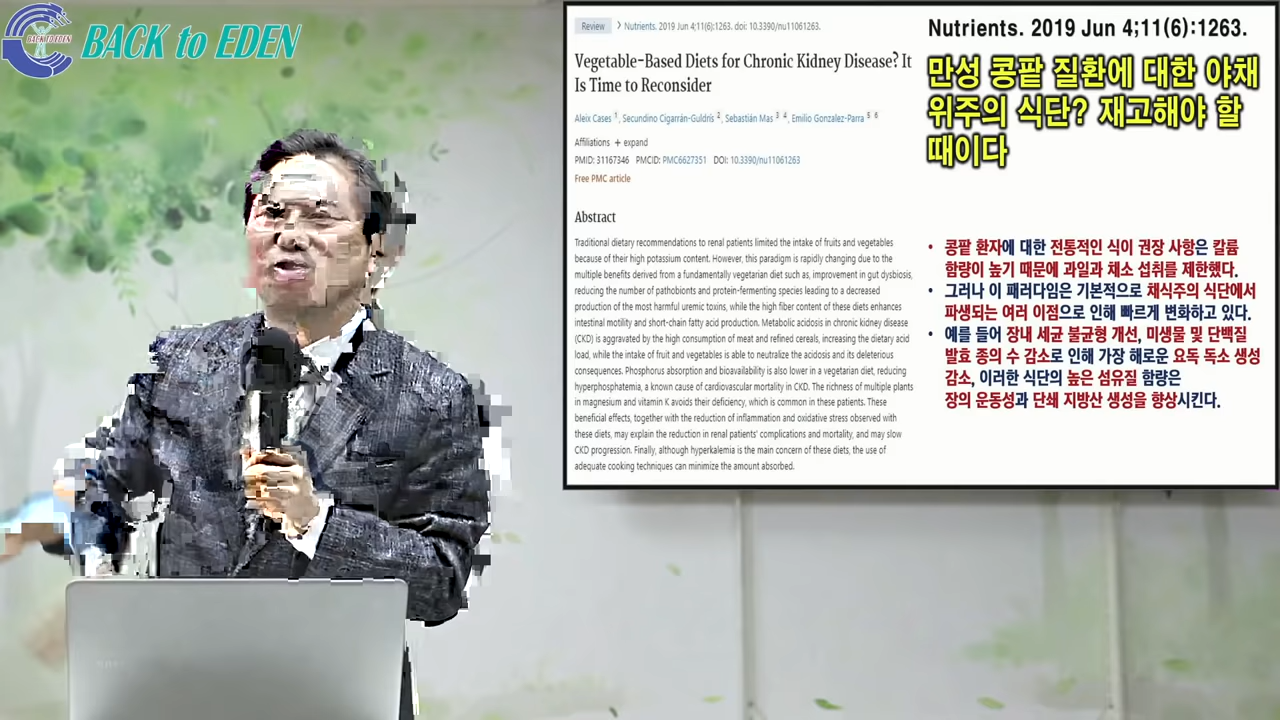 BACK to EDEN
BACK TO EDEN
Review
Nutrients. 2019 Jun 4;11(6):1263. doi: 10.3390/nu11061263.
Vegetable-Based Diets for Chronic Kidney Disease? It
Is Time to Reconsider
Aleix Cases 1, Secundino Cigarrán-Guldrís 2, Sebastián Mas 3 4, Emilio Gonzalez-Parra 5 6
Affiliations + expand
PMID: 31167346 PMCID: PMC6627351 DOI: 10.3390/nu11061263
Free PMC article
Abstract
Traditional dietary recommendations to renal patients limited the intake of fruits and vegetables
because of their high potassium content. However, this paradigm is rapidly changing due to the
multiple benefits derived from a fundamentally vegetarian diet such as, improvement in gut dysbiosis,
reducing the number of pathobionts and protein-fermenting species leading to a decreased
production of the most harmful uremic toxins, while the high fiber content of these diets enhances
intestinal motility and short-chain fatty acid production. Metabolic acidosis in chronic kidney disease
(CKD) is aggravated by the high consumption of meat and refined cereals, increasing the dietary acid
load, while the intake of fruit and vegetables is able to neutralize the acidosis and its deleterious
consequences. Phosphorus absorption and bioavailability is also lower in a vegetarian diet, reducing
hyperphosphatemia, a known cause of cardiovascular mortality in CKD. The richness of multiple plants
in magnesium and vitamin K avoids their deficiency, which is common in these patients. These
beneficial effects, together with the reduction of inflammation and oxidative stress observed with
these diets, may explain the reduction in renal patients' complications and mortality, and may slow
CKD progression. Finally, although hyperkalemia is the main concern of these diets, the use of
adequate cooking techniques can minimize the amount absorbed.
Nutrients. 2019 Jun 4;11(6):1263.
만성 콩팥 질환에 대한 야채
위주의 식단? 재고해야 할
때이다
• 콩팥 환자에 대한 전통적인 식이 권장 사항은 칼륨
함량이 높기 때문에 과일과 채소 섭취를 제한했다.
• 그러나 이 패러다임은 기본적으로 채식주의 식단에서
파생되는 여러 이점으로 인해 빠르게 변화하고 있다.
• 예를 들어 장내 세균 불균형 개선, 미생물 및 단백질
발효 종의 수 감소로 인해 가장 해로운 요독 독소 생성
감소, 이러한 식단의 높은 섬유질 함량은
장의 운동성과 단쇄 지방산 생성을 향상시킨다.